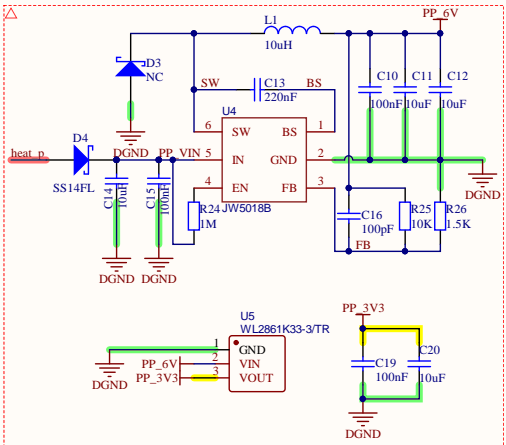 L1
10uH
PP_6V
D3
NC
SW
C13
BS
220nF
C10
C11
C12
100nF
10uF
10uF
DGND
U4
6
SW
BS
1
heat_p
D4
PP_VIN
5
IN
GND
2
SS14FL
C14
10uF
C15
100nF
4
EN
FB
3
DGND
R24
1M
JW5018B
C16
100pF
R25
10K
R26
1.5K
FB
DGND
DGND
U5
WL2861K33-3/TR
1
GND
PP_6V
2
VIN
PP_3V3
3
VOUT
DGND
PP_3V3
C19
100nF
C20
10uF
DGND